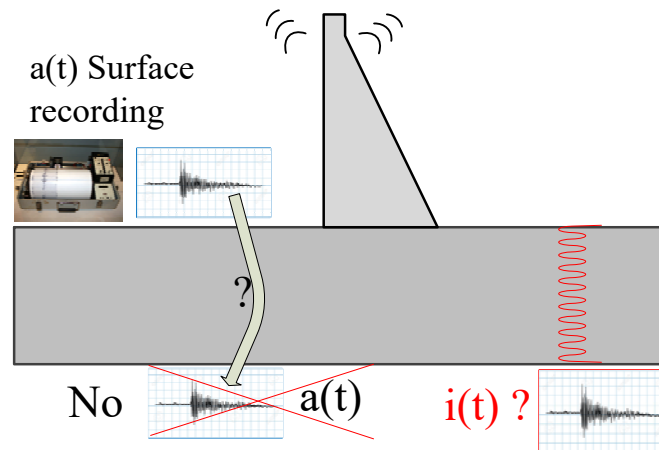 a(t) Surface
recording
?
No
a(t)
i(t) ?